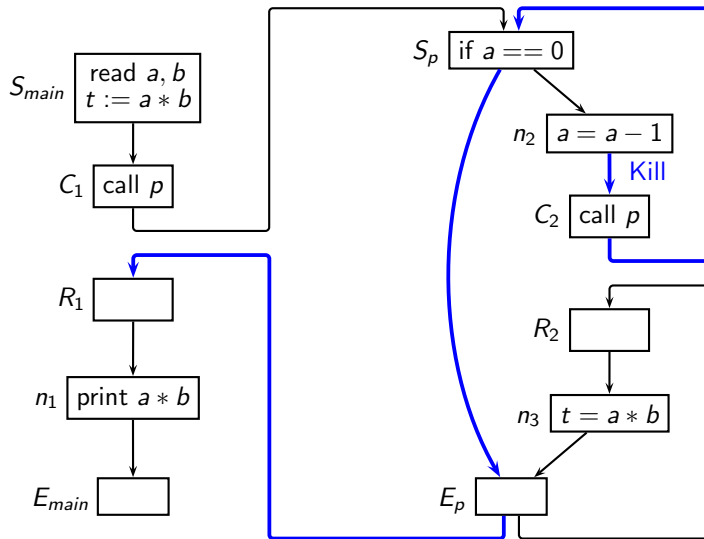 S_main read a, b
t := a * b
C_1 call p
R_1
n_1 print a * b
E_main
S_p if a == 0
n_2 a = a − 1
Kill
C_2 call p
R_2
n_3 t = a * b
E_p